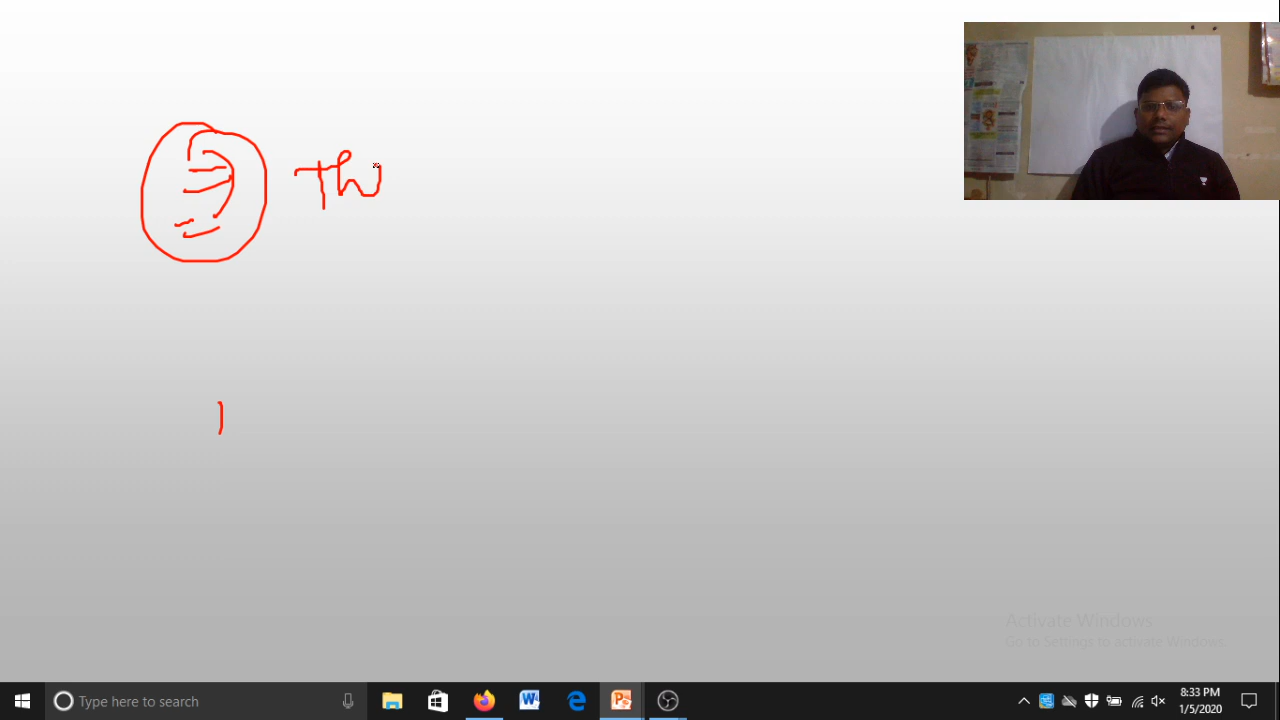 Th
Activate Windows
Go to Settings to activate Windows.
Type here to search
8:33 PM
1/5/2020